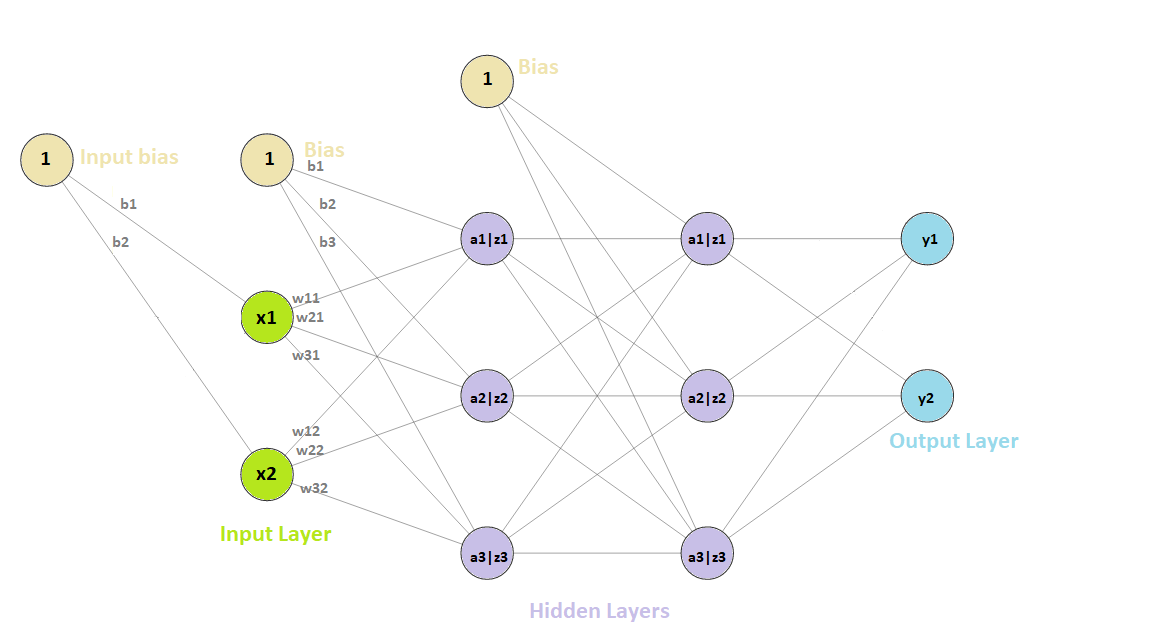 1 Bias
1 Input bias
1 Bias
b1
b2
b3
b1
b2
a1|z1
a1|z1
y1
x1
w11
w21
w31
a2|z2
a2|z2
y2
Output Layer
x2
w12
w22
w32
Input Layer
a3|z3
a3|z3
Hidden Layers